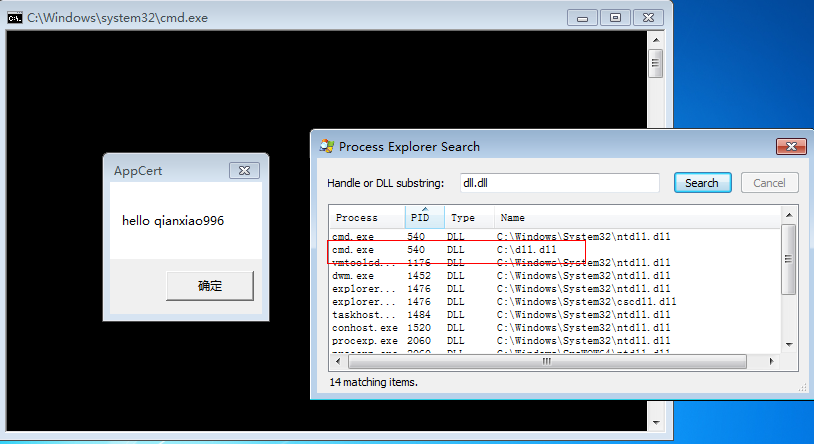 C:\Windows\system32\cmd.exe
AppCert
hello qianxiao996
确定
Process Explorer Search
Handle or DLL substring: dll.dll Search Cancel
Process PID Type Name
cmd.exe 540 DLL C:\Windows\System32\ntdll.dll
cmd.exe 540 DLL C:\dll.dll
vmtoolsd... 1176 DLL C:\Windows\System32\ntdll.dll
dwm.exe 1452 DLL C:\Windows\System32\ntdll.dll
explorer... 1476 DLL C:\Windows\System32\ntdll.dll
explorer... 1476 DLL C:\Windows\System32\cscdll.dll
taskhost... 1484 DLL C:\Windows\System32\ntdll.dll
conhost.exe 1520 DLL C:\Windows\System32\ntdll.dll
procexp.exe 2060 DLL C:\Windows\System32\ntdll.dll
procexp.exe 2060 DLL C:\Windows\SysWOW64\ntdll.dll
14 matching items.